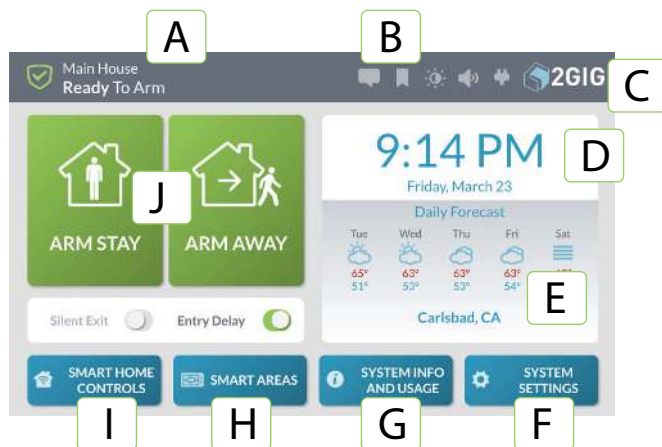 A
B
Main House
Ready To Arm
2GIG
C
9:14 PM
D
Friday, March 23
Daily Forecast
Tue Wed Thu Fri Sat
65° 63° 63° 63°
51° 53° 53° 54°
E
Carlsbad, CA
J
ARM STAY
ARM AWAY
Silent Exit
Entry Delay
SMART HOME
CONTROLS
SMART AREAS
SYSTEM INFO
AND USAGE
SYSTEM
SETTINGS
I
H
G
F